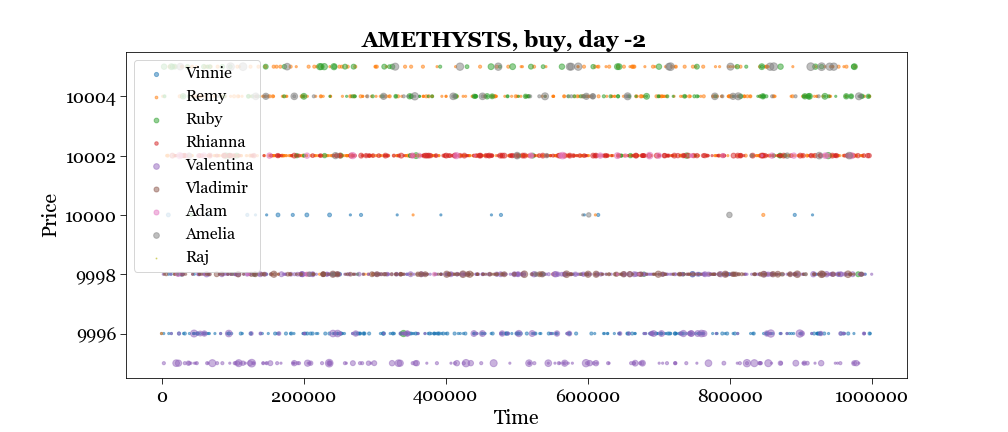 AMETHYSTS, buy, day -2
Vinnie
Remy
Ruby
Rhianna
Valentina
Vladimir
Adam
Amelia
Raj
Price
10004
10002
10000
9998
9996
0 200000 400000 600000 800000 1000000
Time